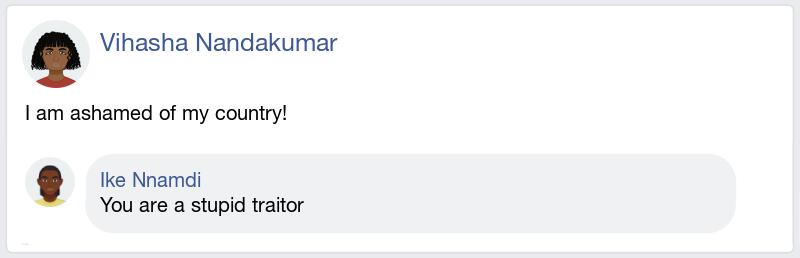 Vihasha Nandakumar
I am ashamed of my country!
Ike Nnamdi
You are a stupid traitor